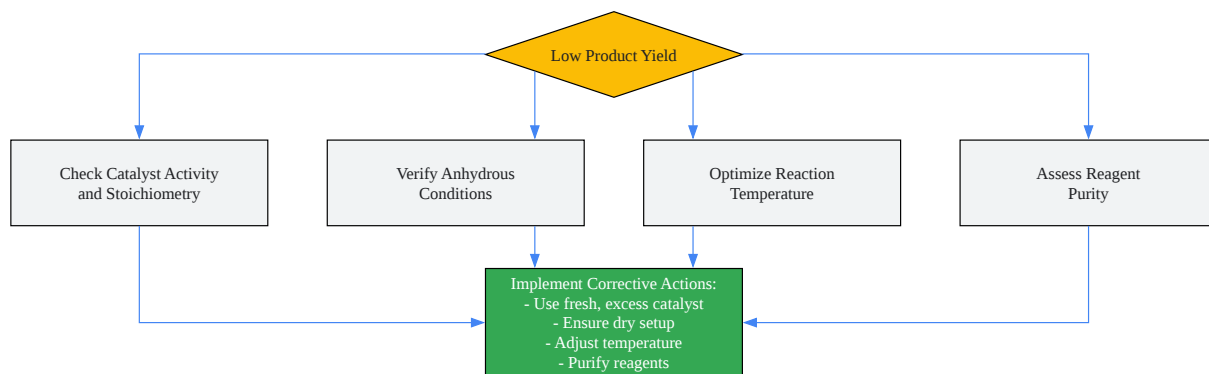 Low Product Yield
Check Catalyst Activity
and Stoichiometry
Verify Anhydrous
Conditions
Optimize Reaction
Temperature
Assess Reagent
Purity
Implement Corrective Actions:
- Use fresh, excess catalyst
- Ensure dry setup
- Adjust temperature
- Purify reagents